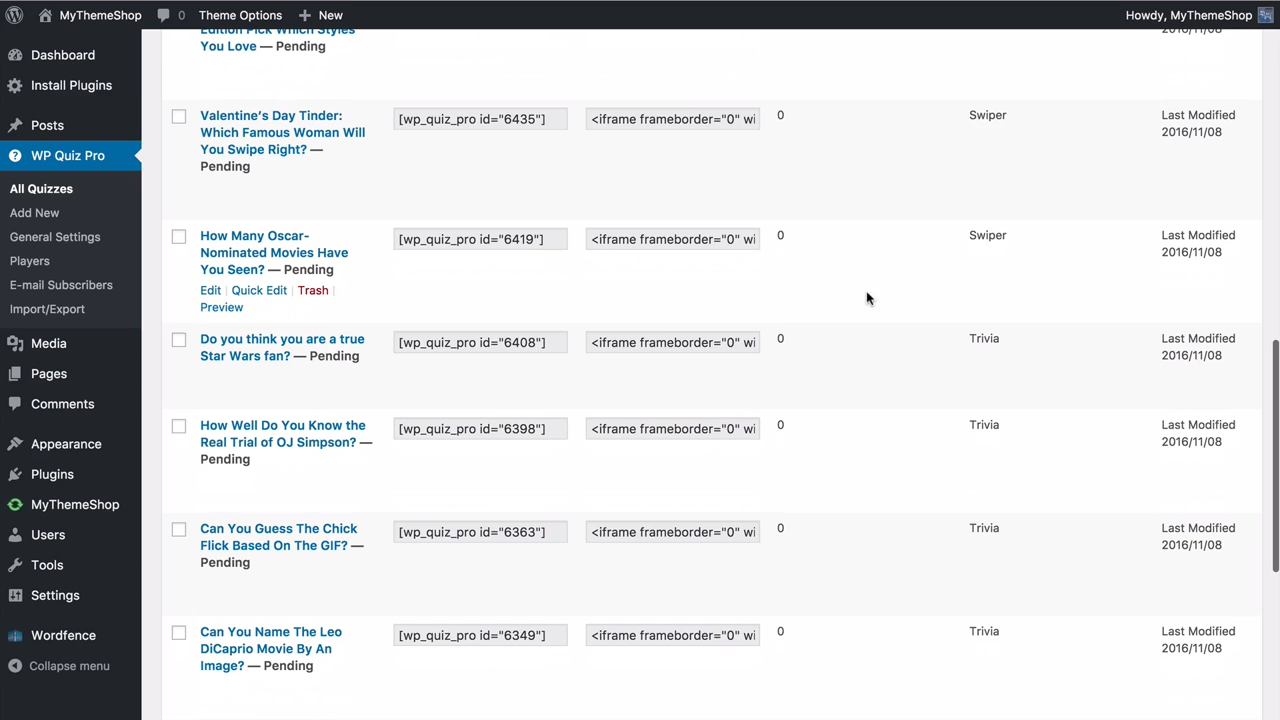 MyThemeShop 0 Theme Options New Howdy, MyThemeShop
Dashboard
Install Plugins
Posts
WP Quiz Pro
All Quizzes
Add New
General Settings
Players
E-mail Subscribers
Import/Export
Media
Pages
Comments
Appearance
Plugins
MyThemeShop
Users
Tools
Settings
Wordfence
Collapse menu
Edition Pick Which Styles
You Love — Pending
2016/11/08
Valentine's Day Tinder:
Which Famous Woman Will
You Swipe Right? —
Pending
[wp_quiz_pro id="6435"]
<iframe frameborder="0" wi
0
Swiper
Last Modified
2016/11/08
How Many Oscar-
Nominated Movies Have
You Seen? — Pending
Edit | Quick Edit | Trash |
Preview
[wp_quiz_pro id="6419"]
<iframe frameborder="0" wi
0
Swiper
Last Modified
2016/11/08
Do you think you are a true
Star Wars fan? — Pending
[wp_quiz_pro id="6408"]
<iframe frameborder="0" wi
0
Trivia
Last Modified
2016/11/08
How Well Do You Know the
Real Trial of OJ Simpson? —
Pending
[wp_quiz_pro id="6398"]
<iframe frameborder="0" wi
0
Trivia
Last Modified
2016/11/08
Can You Guess The Chick
Flick Based On The GIF? —
Pending
[wp_quiz_pro id="6363"]
<iframe frameborder="0" wi
0
Trivia
Last Modified
2016/11/08
Can You Name The Leo
DiCaprio Movie By An
Image? — Pending
[wp_quiz_pro id="6349"]
<iframe frameborder="0" wi
0
Trivia
Last Modified
2016/11/08